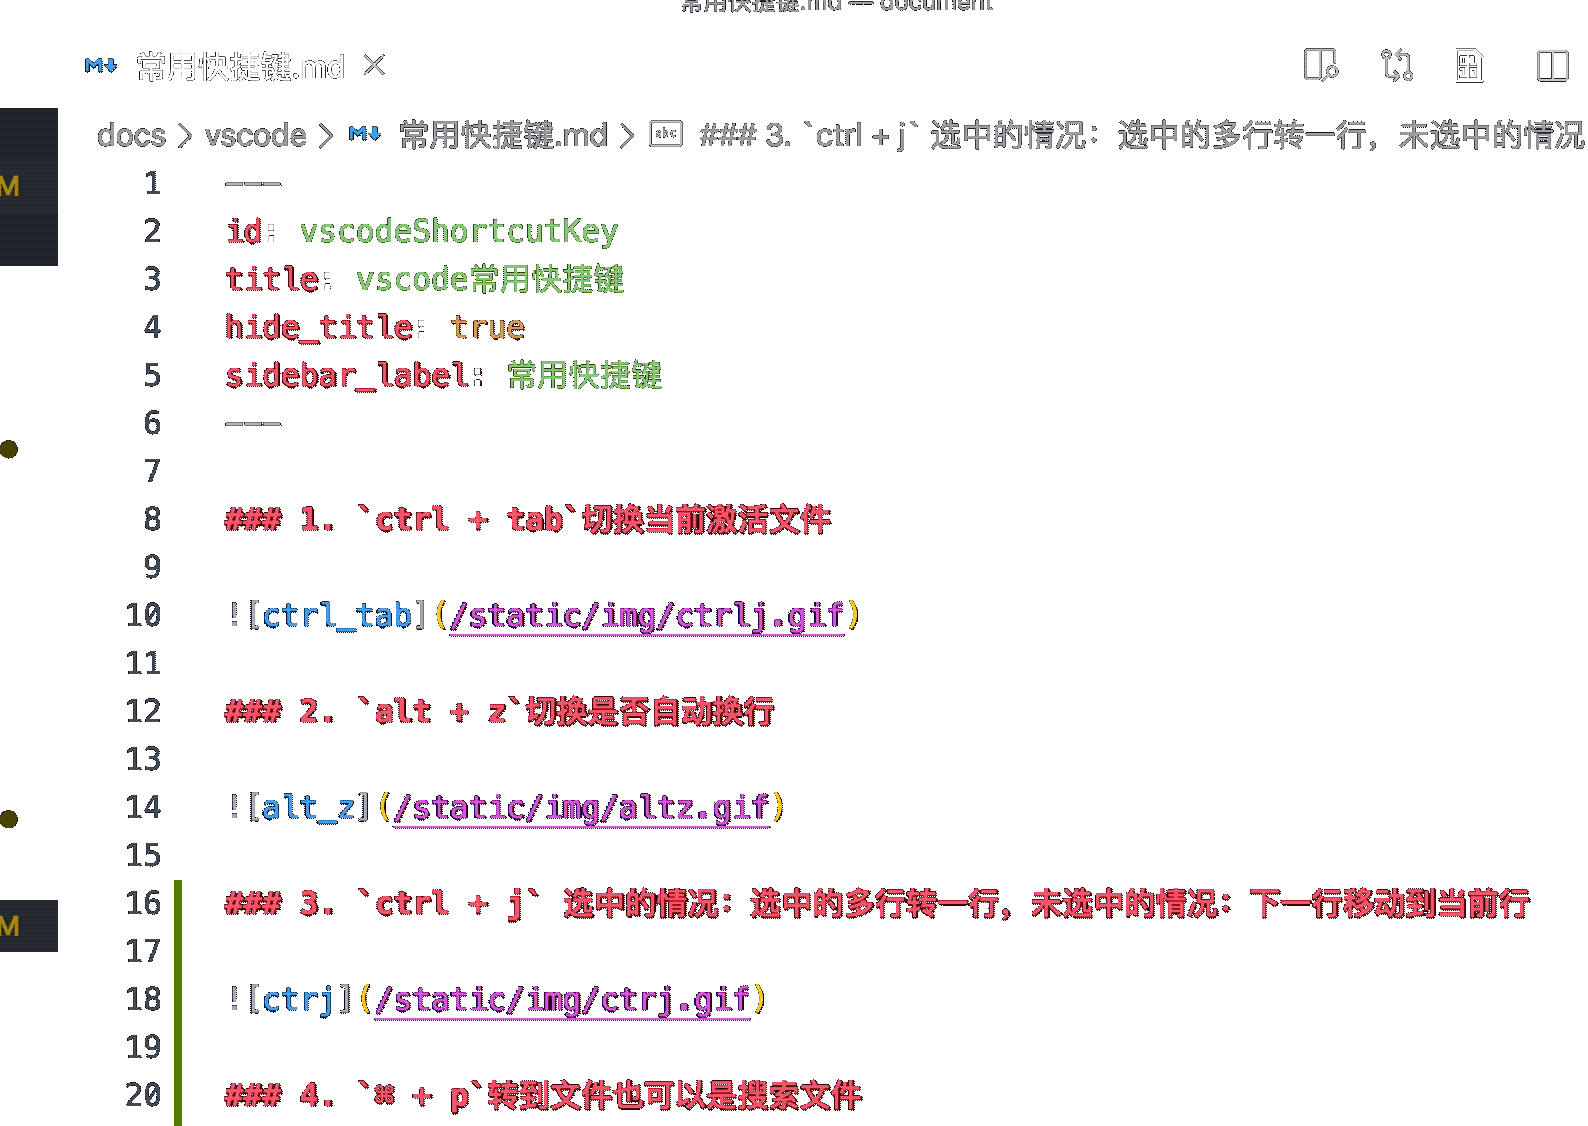 常用快捷键.md — document
M↓ 常用快捷键.md ×
docs > vscode > M↓ 常用快捷键.md > abc ### 3. `ctrl + j` 选中的情况：选中的多行转一行，未选中的情况
1 ---
2 id: vscodeShortcutKey
3 title: vscode常用快捷键
4 hide_title: true
5 sidebar_label: 常用快捷键
6 ---
7
8 ### 1. `ctrl + tab`切换当前激活文件
9
10 ![ctrl_tab](/static/img/ctrlj.gif)
11
12 ### 2. `alt + z`切换是否自动换行
13
14 ![alt_z](/static/img/altz.gif)
15
16 ### 3. `ctrl + j` 选中的情况：选中的多行转一行，未选中的情况：下一行移动到当前行
17
18 ![ctrj](/static/img/ctrj.gif)
19
20 ### 4. `⌘ + p`转到文件也可以是搜索文件
M
M